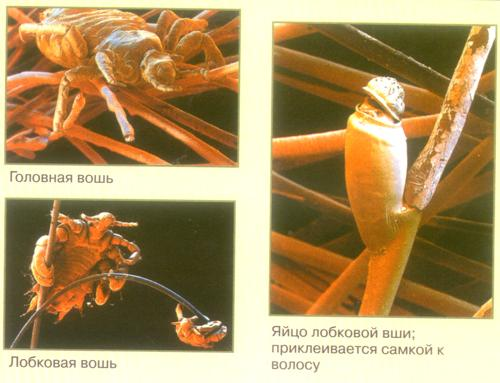 Головная вошь
Лобковая вошь
Яйцо лобковой вши;
приклеивается самкой к
волосу